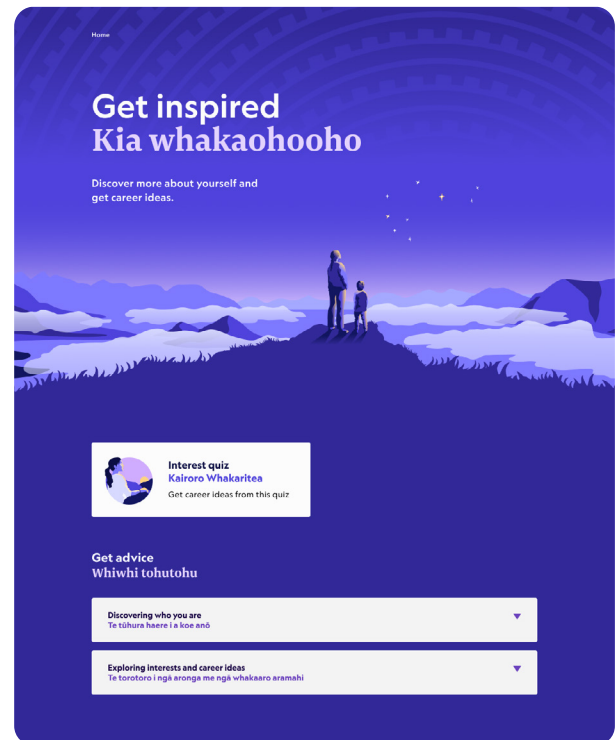 Home
Get inspired
Kia whakaohooho
Discover more about yourself and
get career ideas.
Interest quiz
Kairoro Whakaritea
Get career ideas from this quiz
Get advice
Whiwhi tohutohu
Discovering who you are
Te tūhura haere i a koe anō
Exploring interests and career ideas
Te torotoro i ngā aronga me ngā whakaaro aramahi